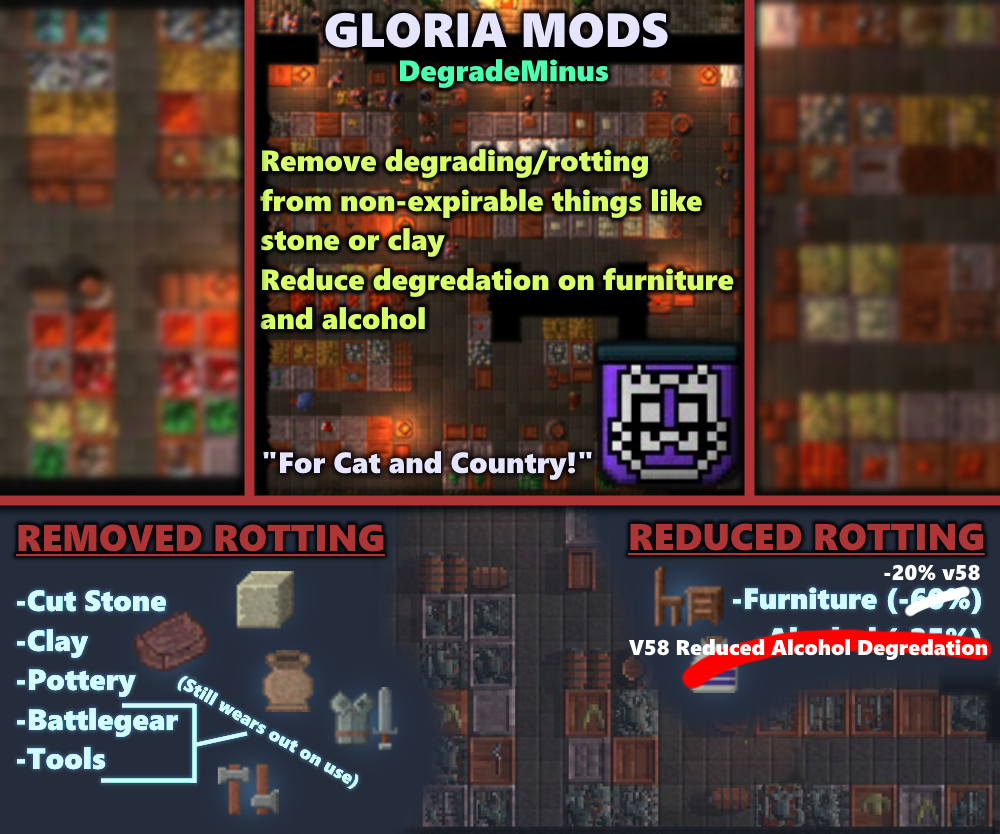 GLORIA MODS
DegradeMinus
Remove degrading/rotting
from non-expirable things like
stone or clay
Reduce degredation on furniture
and alcohol
"For Cat and Country!"
REMOVED ROTTING
-Cut Stone
-Clay
-Pottery
-Battlegear
-Tools
(Still wears out on use)
REDUCED ROTTING
-20% v58
-Furniture (-60%)
V58 Reduced Alcohol Degredation